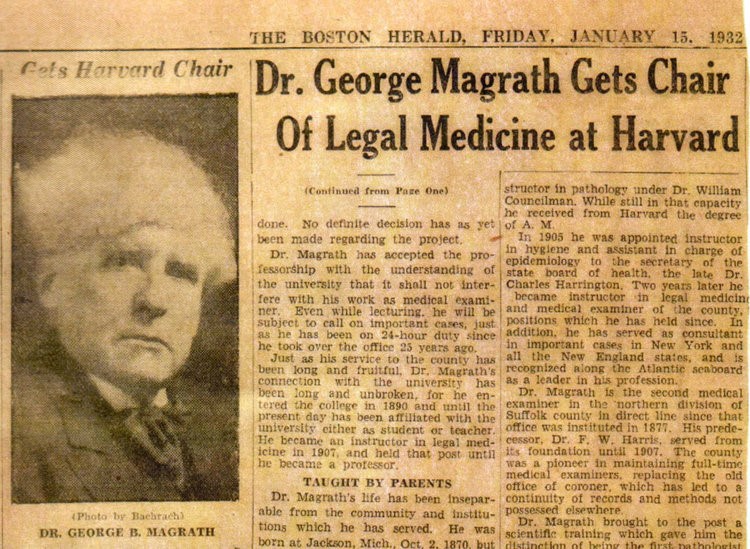 THE BOSTON HERALD, FRIDAY, JANUARY 15, 1932
Gets Harvard Chair
(Photo by Bachrach)
DR. GEORGE B. MAGRATH
Dr. George Magrath Gets Chair
Of Legal Medicine at Harvard
(Continued from Page One)
done. No definite decision has as yet
been made regarding the project.
Dr. Magrath has accepted the pro-
fessorship with the understanding of
the university that it shall not inter-
fere with his work as medical exami-
ner. Even while lecturing, he will be
subject to call on important cases, just
as he has been on 24-hour duty since
he took over the office 25 years ago.
Just as his service to the county has
been long and fruitful, Dr. Magrath's
connection with the university has
been long and unbroken, for he en-
tered the college in 1890 and until the
present day has been affiliated with the
university either as student or teacher.
He became an instructor in legal med-
icine in 1907, and held that post until
he became a professor.
TAUGHT BY PARENTS
Dr. Magrath's life has been insepar-
able from the community and institu-
tions which he has served. He was
born at Jackson, Mich., Oct. 2, 1870, but
structor in pathology under Dr. William
Councilman. While still in that capacity
he received from Harvard the degree
of A. M.
In 1905 he was appointed instructor
in hygiene and assistant in charge of
epidemiology to the secretary of the
state board of health, the late Dr.
Charles Harrington. Two years later he
became instructor in legal medicin
and medical examiner of the county,
positions which he has held since. In
addition, he has served as consultant
in important cases in New York and
all the New England states, and is
recognized along the Atlantic seaboard
as a leader in his profession.
Dr. Magrath is the second medical
examiner in the northern division of
Suffolk county in direct line since that
office was instituted in 1877. His prede-
cessor, Dr. F. W. Harris, served from
its foundation until 1907. The county
was a pioneer in maintaining full-time
medical examiners, replacing the old
office of coroner, which has led to a
continuity of records and methods not
possessed elsewhere.
Dr. Magrath brought to the post a
scientific training which gave him the
distinction of being the first pathologist